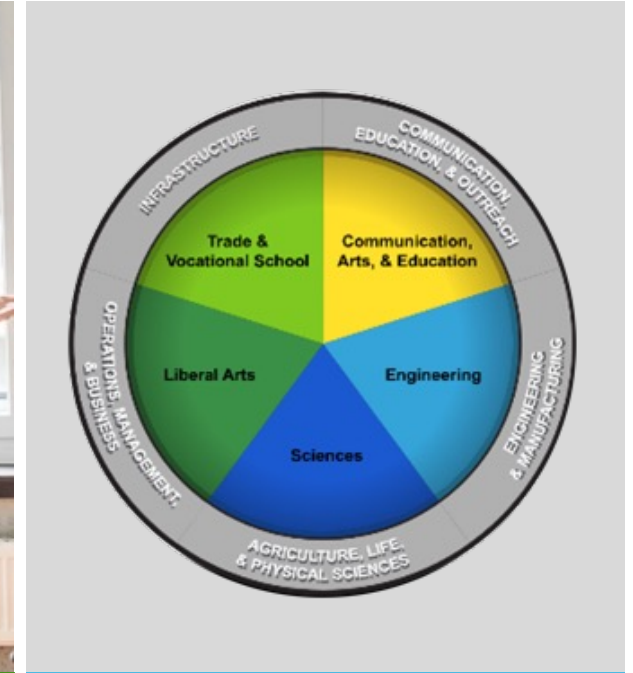 INFRASTRUCTURE
COMMUNICATION,
EDUCATION, & OUTREACH
Trade &
Vocational School
Communication,
Arts, & Education
OPERATIONS, MANAGEMENT,
& BUSINESS
Liberal Arts
Engineering
ENGINEERING
& MANUFACTURING
Sciences
AGRICULTURE, LIFE,
& PHYSICAL SCIENCES